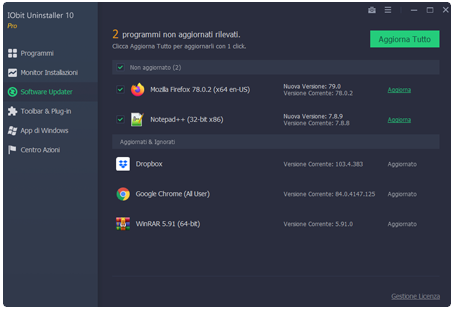 IObit Uninstaller 10
Pro
2 programmi non aggiornati rilevati.
Clicca Aggiorna Tutto per aggiornarli con 1 click.
Aggiorna Tutto
Programmi
Monitor Installazioni
Software Updater
Toolbar & Plug-in
App di Windows
Centro Azioni
Non aggiornato (2)
Mozilla Firefox 78.0.2 (x64 en-US)
Nuova Versione: 79.0
Versione Corrente: 78.0.2
Aggiorna
Notepad++ (32-bit x86)
Nuova Versione: 7.8.9
Versione Corrente: 7.8.8
Aggiorna
Aggiornati & Ignorati
Dropbox
Versione Corrente: 103.4.383
Aggiornato
Google Chrome (All User)
Versione Corrente: 84.0.4147.125
Aggiornato
WinRAR 5.91 (64-bit)
Versione Corrente: 5.91.0
Aggiornato
Gestione Licenza